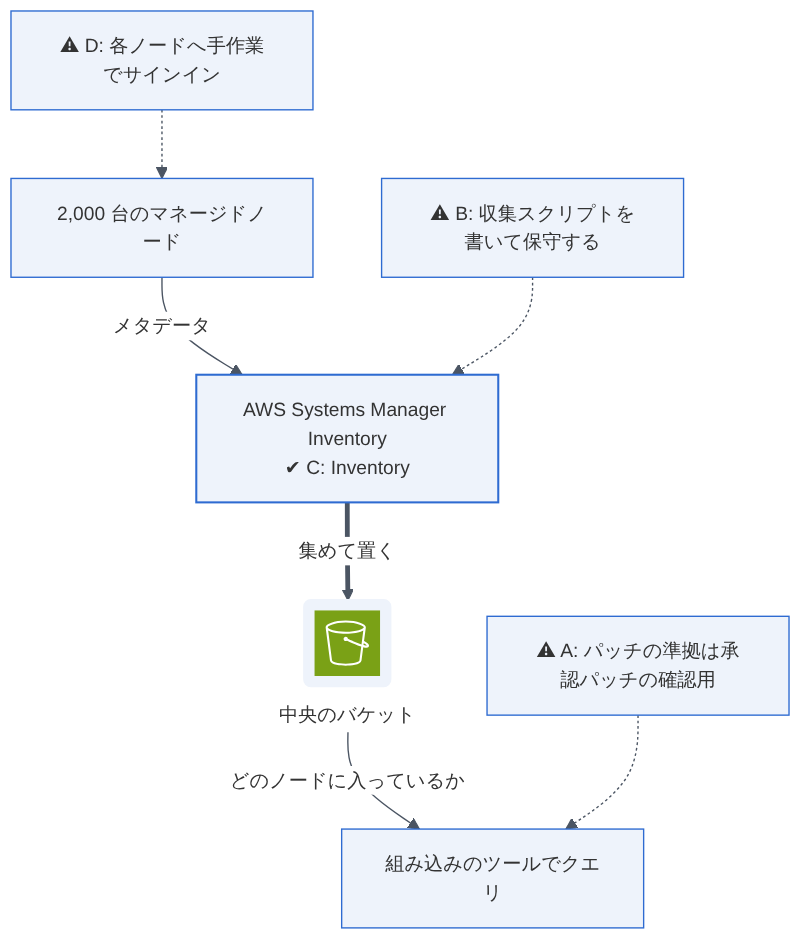 ⚠ D: 各ノードへ手作業
でサインイン
2,000 台のマネージドノ
ード
⚠ B: 収集スクリプトを
書いて保守する
メタデータ
AWS Systems Manager
Inventory
✔ C: Inventory
集めて置く
⚠ A: パッチの準拠は承
認パッチの確認用
中央のバケット
どのノードに入っているか
組み込みのツールでクエ
リ